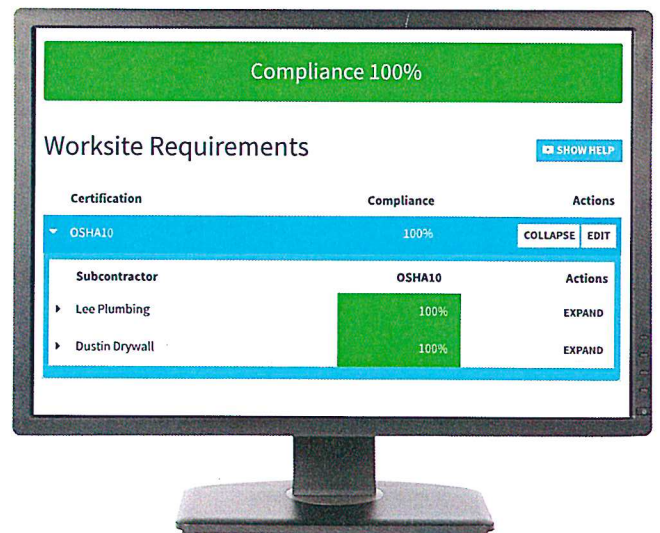 Compliance 100%
Worksite Requirements
SHOW HELP
Certification Compliance Actions
OSHA10 100% COLLAPSE EDIT
Subcontractor OSHA10 Actions
Lee Plumbing 100% EXPAND
Dustin Drywall 100% EXPAND